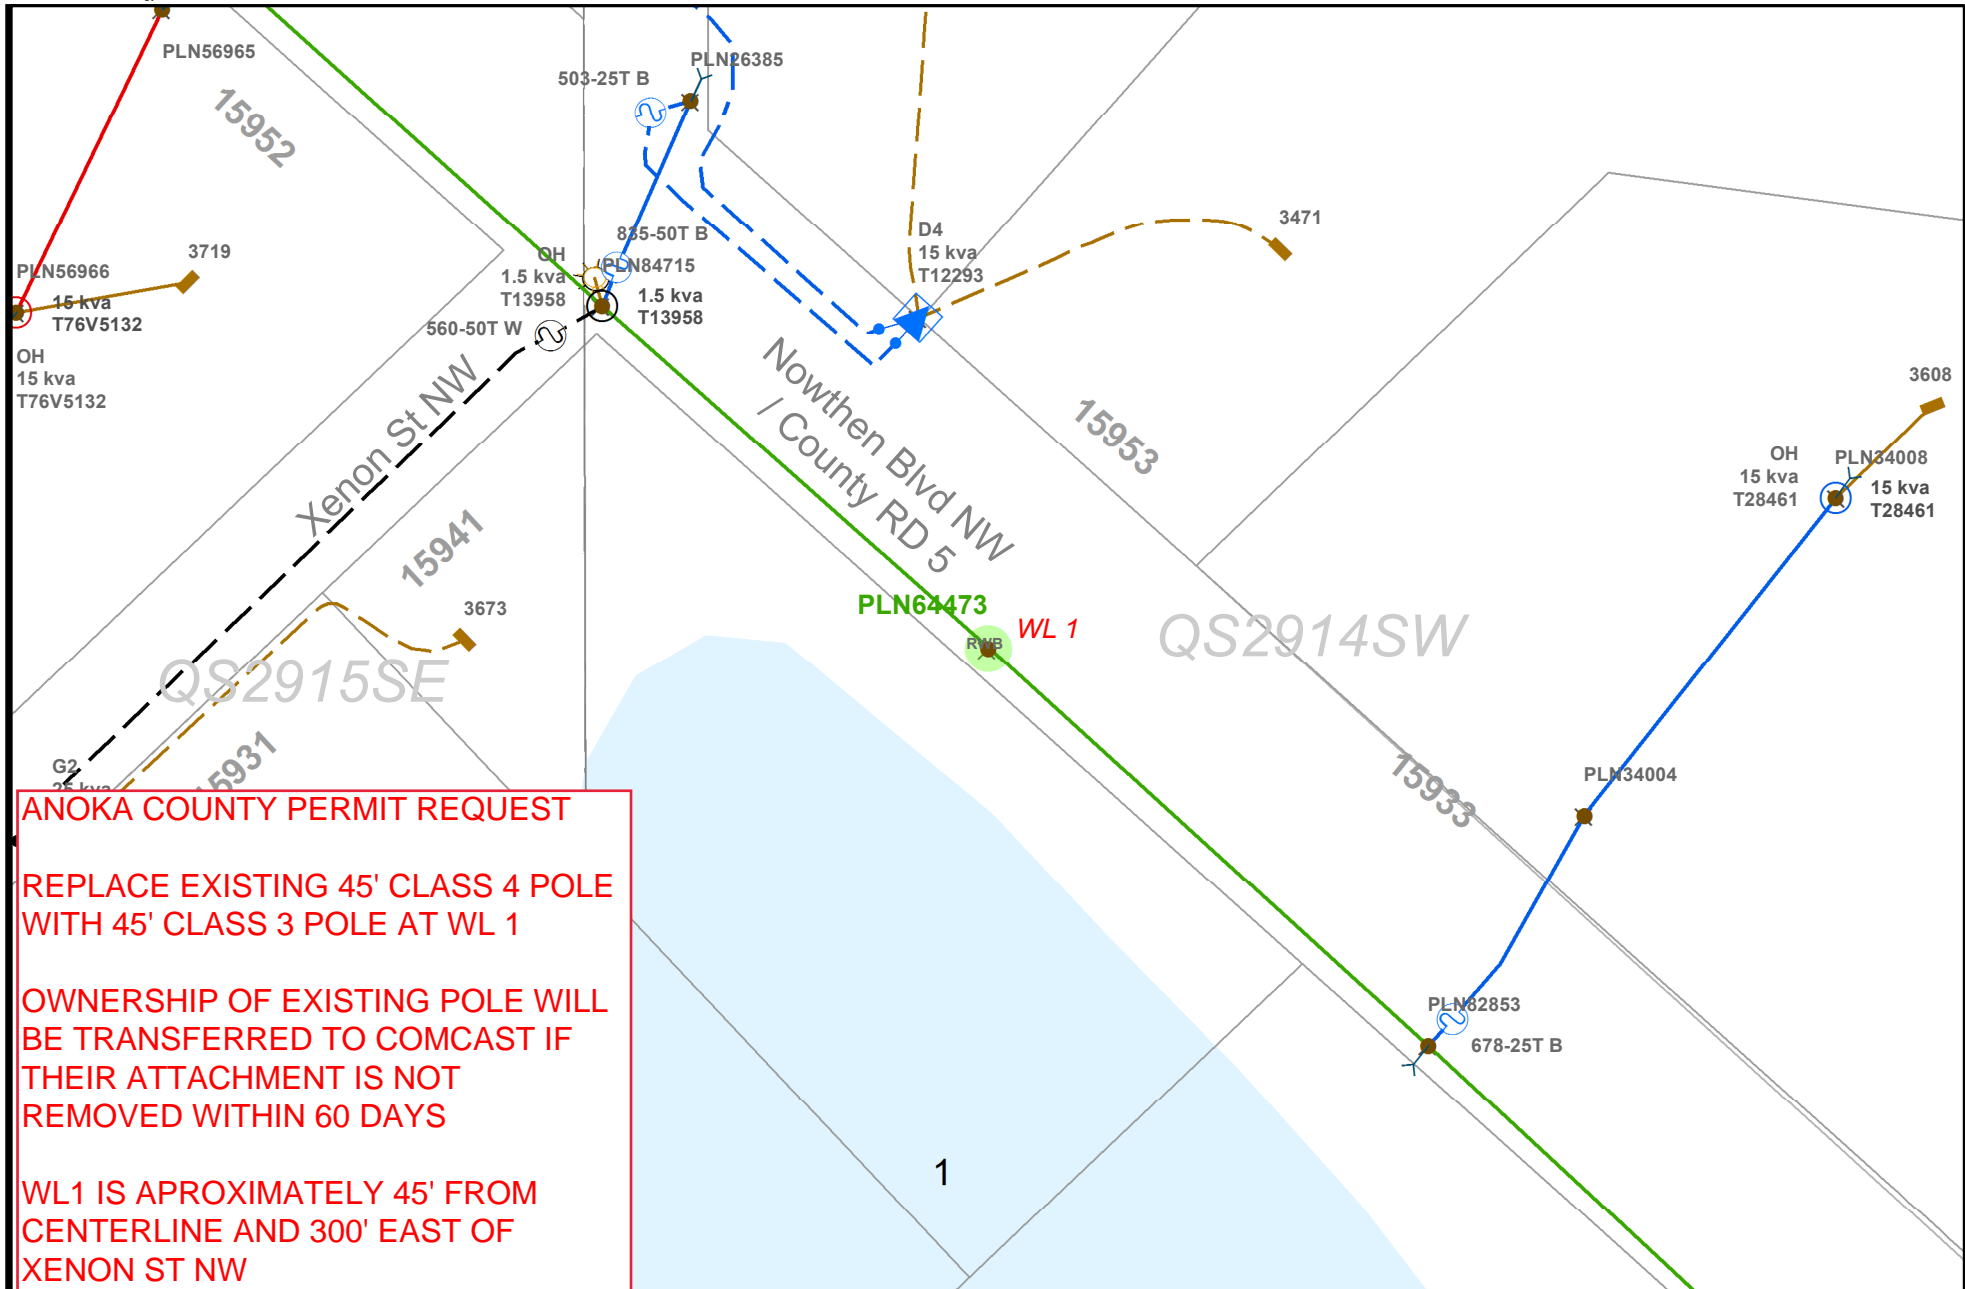 PLN56965
15952
503-25T B
PLN26385
3719
PLN56966
15 kva
T76V5132
OH
15 kva
T76V5132
835-50T B
OH
1.5 kva
T13958
PLN84715
1.5 kva
T13958
560-50T W
D4
15 kva
T12293
3471
Xenon St NW
Nowthen Blvd NW
/ County RD 5
15953
3608
OH
15 kva
T28461
PLN34008
15 kva
T28461
15941
3673
PLN64473
RWB
WL 1
QS2914SW
QS2915SE
G2
25 kva
15931
15933
PLN34004
PLN82853
678-25T B
1
ANOKA COUNTY PERMIT REQUEST
REPLACE EXISTING 45' CLASS 4 POLE
WITH 45' CLASS 3 POLE AT WL 1
OWNERSHIP OF EXISTING POLE WILL
BE TRANSFERRED TO COMCAST IF
THEIR ATTACHMENT IS NOT
REMOVED WITHIN 60 DAYS
WL1 IS APROXIMATELY 45' FROM
CENTERLINE AND 300' EAST OF
XENON ST NW